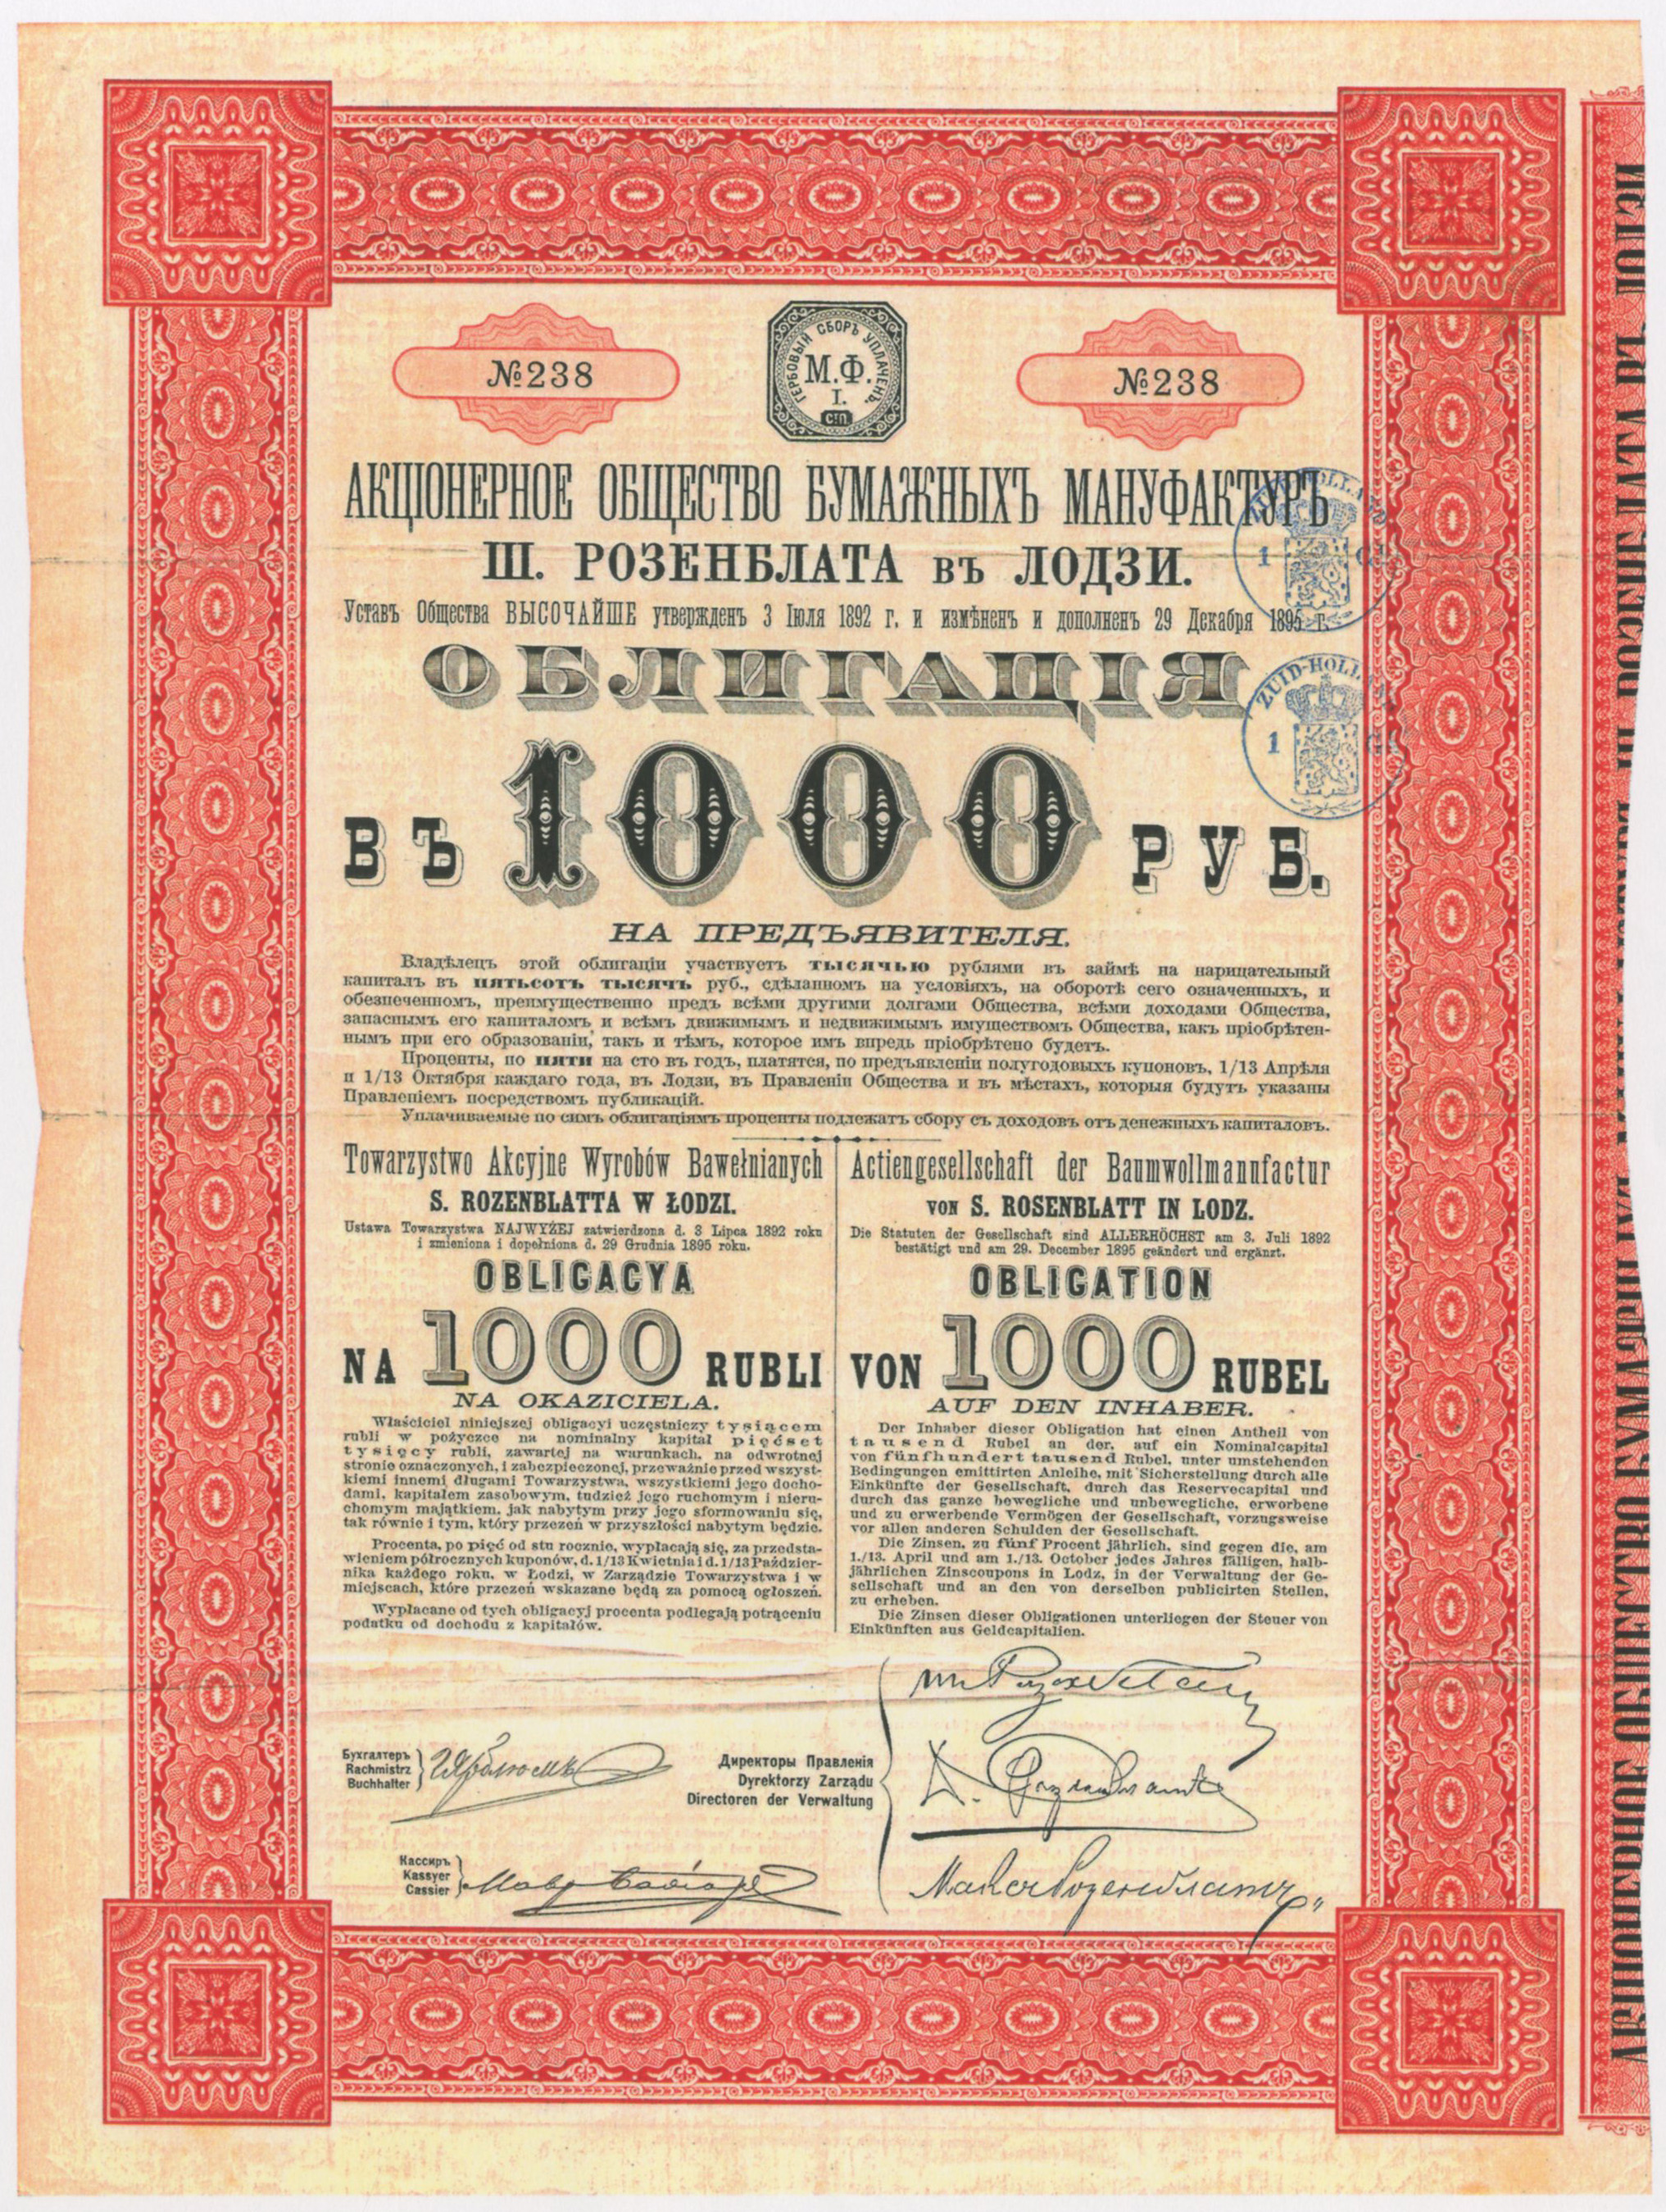 №238
ГЕРБОВЫЙ СБОРЪ УПЛАЧЕНЪ.
М.Ф.
I.
СП.
№238
АКЦІОНЕРНОЕ ОБЩЕСТВО БУМАЖНЫХЪ МАНУФАКТУРЪ
Ш. РОЗЕНБЛАТА въ ЛОДЗИ.
Уставъ Общества ВЫСОЧАЙШЕ утвержденъ 3 Іюля 1892 г. и измѣненъ и дополненъ 29 Декабря 1895 г.
ОБЛИГАЦІЯ
ZUID-HOLL
1
ВЪ 1000 РУБ.
НА ПРЕДЪЯВИТЕЛЯ.
Владѣлецъ этой облигаціи участвуетъ тысячью рублями въ займѣ на нарицательный
капиталъ въ пятьсотъ тысячъ руб., сдѣланномъ на условіяхъ, на оборотѣ сего означенныхъ, и
обезпеченномъ, преимущественно предъ всѣми другими долгами Общества, всѣми доходами Общества,
запаснымъ его капиталомъ и всѣмъ движимымъ и недвижимымъ имуществомъ Общества, какъ пріобрѣтен-
нымъ при его образованіи, такъ и тѣмъ, которое имъ впредь пріобрѣтено будетъ.
Проценты, по пяти на сто въ годъ, платятся, по предъявленіи полугодовыхъ купоновъ, 1/13 Апрѣля
и 1/13 Октября каждаго года, въ Лодзи, въ Правленіи Общества и въ мѣстахъ, которыя будутъ указаны
Правленіемъ посредствомъ публикацій.
Уплачиваемые по симъ облигаціямъ проценты подлежатъ сбору съ доходовъ отъ денежныхъ капиталовъ.
Towarzystwo Akcyjne Wyrobów Bawełnianych
S. ROZENBLATTA W ŁODZI.
Ustawa Towarzystwa NAJWYŻEJ zatwierdzona d. 3 Lipca 1892 roku
i zmieniona i dopełniona d. 29 Grudnia 1895 roku.
OBLIGACYA
NA 1000 RUBLI
NA OKAZICIELA.
Właściciel niniejszej obligacyi uczęstniczy tysiącem
rubli w pożyczce na nominalny kapitał pięćset
tysięcy rubli, zawartej na warunkach, na odwrotnej
stronie oznaczonych, i zabezpieczonej, przeważnie przed wszyst-
kiemi innemi długami Towarzystwa, wszystkiemi jego docho-
dami, kapitałem zasobowym, tudzież jego ruchomym i nieru-
chomym majątkiem, jak nabytym przy jego sformowaniu się,
tak równie i tym, który przezeń w przyszłości nabytym będzie.
Procenta, po pięć od stu rocznie, wypłacają się, za przedsta-
wieniem półrocznych kuponów, d. 1/13 Kwietnia i d. 1/13 Paździer-
nika każdego roku, w Łodzi, w Zarządzie Towarzystwa i w
miejscach, które przezeń wskazane będą za pomocą ogłoszeń.
Wypłacane od tych obligacyj procenta podlegają potrąceniu
podatku od dochodu z kapitałów.
Actiengesellschaft der Baumwollmannfactur
VON S. ROSENBLATT IN LODZ.
Die Statuten der Gesellschaft sind ALLERHÖCHST am 3. Juli 1892
bestätigt und am 29. December 1895 geändert und ergänzt.
OBLIGATION
VON 1000 RUBEL
AUF DEN INHABER.
Der Inhaber dieser Obligation hat einen Antheil von
tausend Rubel an der, auf ein Nominalcapital
von fünfhundert tausend Rubel, unter umstehenden
Bedingungen emittirten Anleihe, mit Sicherstellung durch alle
Einkünfte der Gesellschaft, durch das Reservecapital und
durch das ganze bewegliche und unbewegliche, erworbene
und zu erwerbende Vermögen der Gesellschaft, vorzugsweise
vor allen anderen Schulden der Gesellschaft.
Die Zinsen, zu fünf Procent jährlich, sind gegen die, am
1./13. April und am 1./13. October jedes Jahres fälligen, halb-
jährlichen Zinscoupons in Lodz, in der Verwaltung der Ge-
sellschaft und an den von derselben publicirten Stellen,
zu erheben.
Die Zinsen dieser Obligationen unterliegen der Steuer von
Einkünften aus Geldcapitalien.
Бухгалтеръ
Rachmistrz
Buchhalter
Директоры Правленія
Dyrektorzy Zarządu
Directoren der Verwaltung
Кассиръ
Kassyer
Cassier
Максъ Розенблатъ